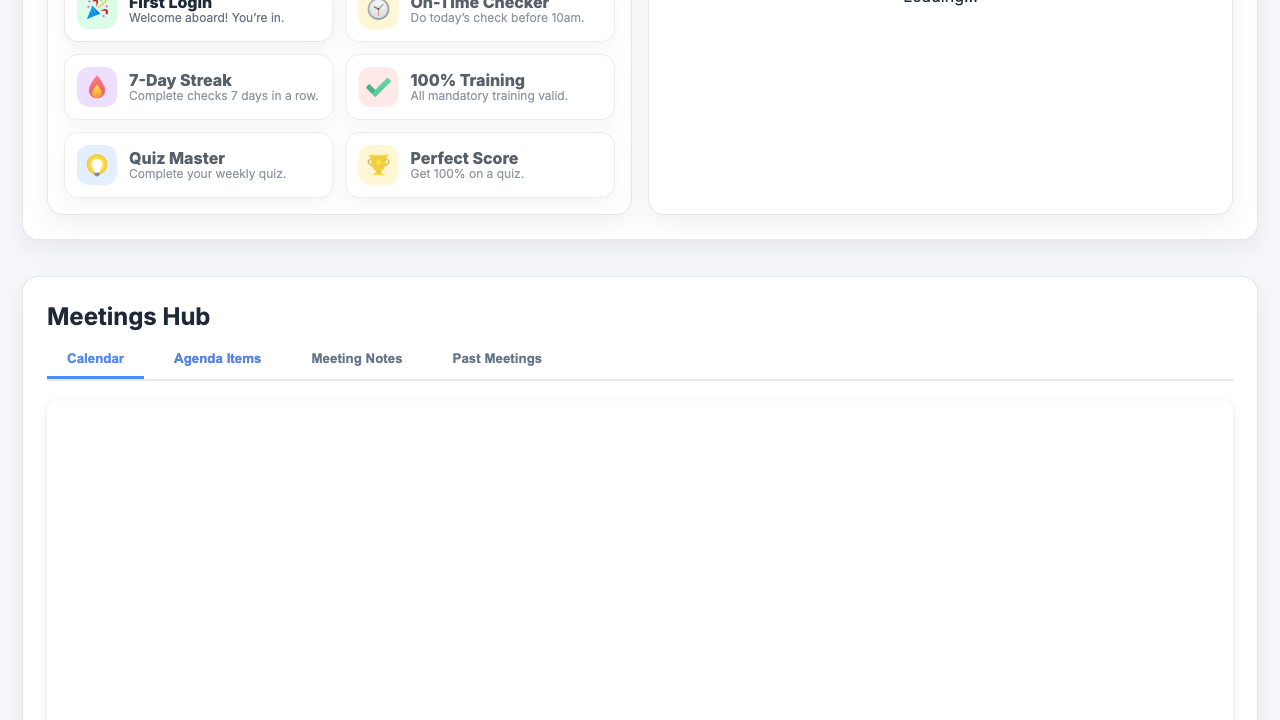 First Login
Welcome aboard! You're in.
On-Time Checker
Do today's check before 10am.
Loading...
7-Day Streak
Complete checks 7 days in a row.
100% Training
All mandatory training valid.
Quiz Master
Complete your weekly quiz.
Perfect Score
Get 100% on a quiz.
Meetings Hub
Calendar
Agenda Items
Meeting Notes
Past Meetings